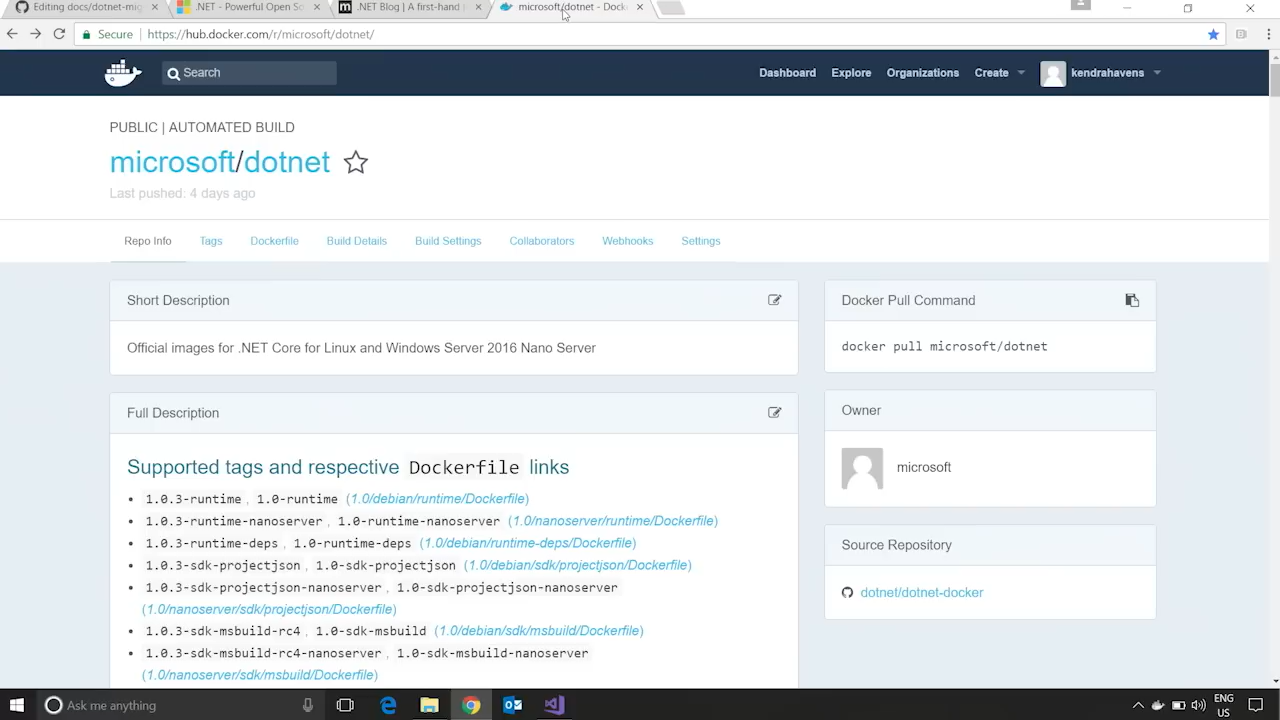 Editing docs/dotnet-mig
.NET - Powerful Open So
.NET Blog | A first-hand
microsoft/dotnet - Dock
Secure
https://hub.docker.com/r/microsoft/dotnet/
Search
Dashboard
Explore
Organizations
Create
kendrahavens
PUBLIC | AUTOMATED BUILD
microsoft/dotnet
Last pushed: 4 days ago
Repo Info
Tags
Dockerfile
Build Details
Build Settings
Collaborators
Webhooks
Settings
Short Description
Official images for .NET Core for Linux and Windows Server 2016 Nano Server
Full Description
Supported tags and respective Dockerfile links
1.0.3-runtime, 1.0-runtime (1.0/debian/runtime/Dockerfile)
1.0.3-runtime-nanoserver, 1.0-runtime-nanoserver (1.0/nanoserver/runtime/Dockerfile)
1.0.3-runtime-deps, 1.0-runtime-deps (1.0/debian/runtime-deps/Dockerfile)
1.0.3-sdk-projectjson, 1.0-sdk-projectjson (1.0/debian/sdk/projectjson/Dockerfile)
1.0.3-sdk-projectjson-nanoserver, 1.0-sdk-projectjson-nanoserver
(1.0/nanoserver/sdk/projectjson/Dockerfile)
1.0.3-sdk-msbuild-rc4, 1.0-sdk-msbuild (1.0/debian/sdk/msbuild/Dockerfile)
1.0.3-sdk-msbuild-rc4-nanoserver, 1.0-sdk-msbuild-nanoserver
(1.0/nanoserver/sdk/msbuild/Dockerfile)
Docker Pull Command
docker pull microsoft/dotnet
Owner
microsoft
Source Repository
dotnet/dotnet-docker
Ask me anything
ENG
US